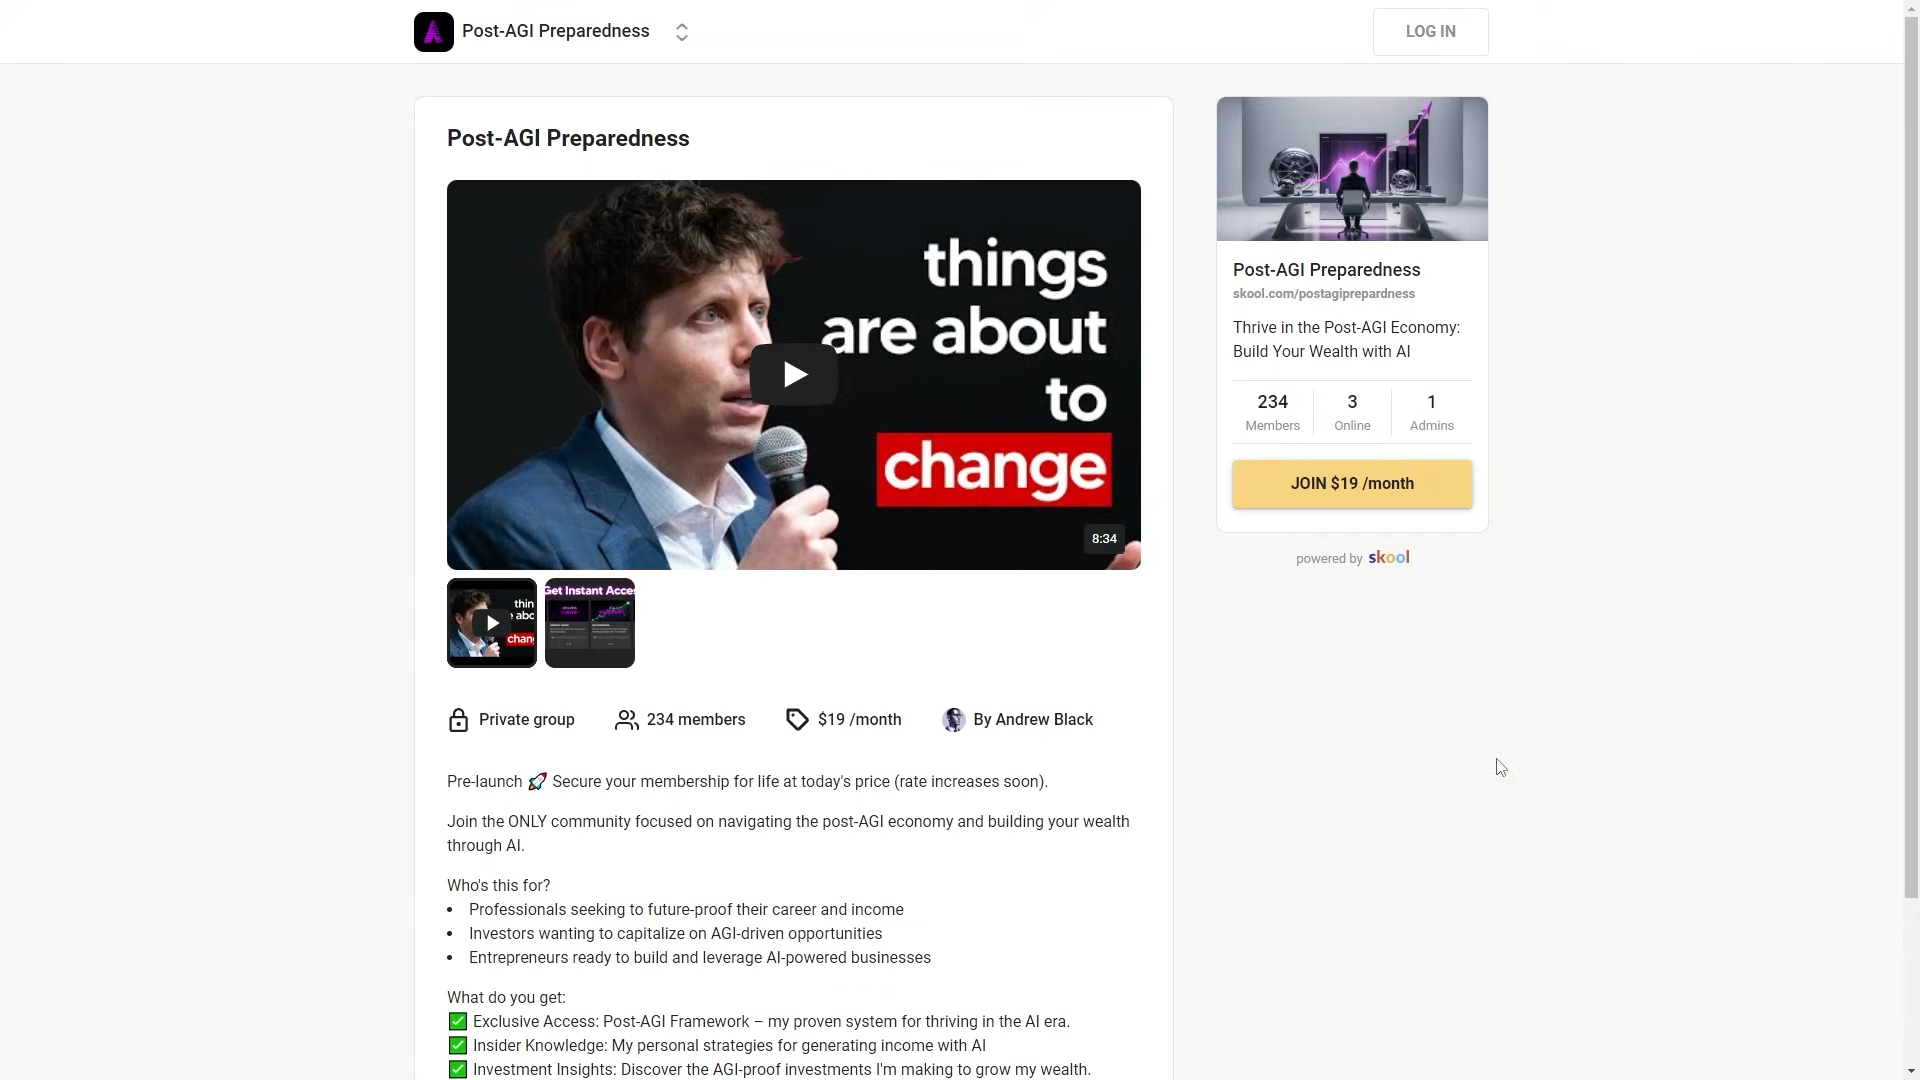 Post-AGI Preparedness
LOG IN
Post-AGI Preparedness
things
are about
to
change
8:34
thin
e abo
chan
Get Instant Acces
Private group
234 members
$19 /month
By Andrew Black
Pre-launch 🚀 Secure your membership for life at today's price (rate increases soon).
Join the ONLY community focused on navigating the post-AGI economy and building your wealth
through AI.
Who's this for?
• Professionals seeking to future-proof their career and income
• Investors wanting to capitalize on AGI-driven opportunities
• Entrepreneurs ready to build and leverage AI-powered businesses
What do you get:
✅ Exclusive Access: Post-AGI Framework – my proven system for thriving in the AI era.
✅ Insider Knowledge: My personal strategies for generating income with AI
✅ Investment Insights: Discover the AGI-proof investments I'm making to grow my wealth.
Post-AGI Preparedness
skool.com/postagiprepardness
Thrive in the Post-AGI Economy:
Build Your Wealth with AI
234
Members
3
Online
1
Admins
JOIN $19 /month
powered by skool